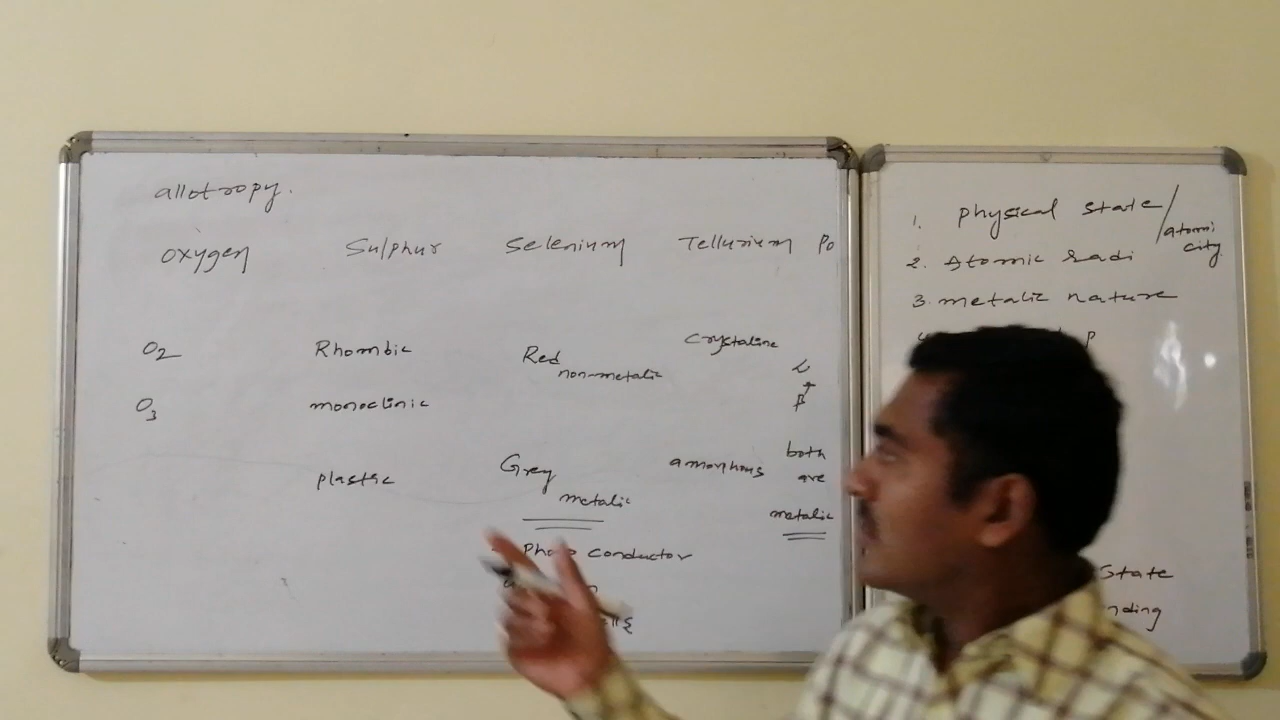 allotropy.
oxygen Sulphur Selenium Tellurium Po
O2 Rhombic Red non-metalic Crystaline α
O3 monoclinic β
plastic Grey metalic amorphous both are metalic
Photo conductor
1. Physical State/atomicity
2. Atomic radi
3. metalic nature
State
nding